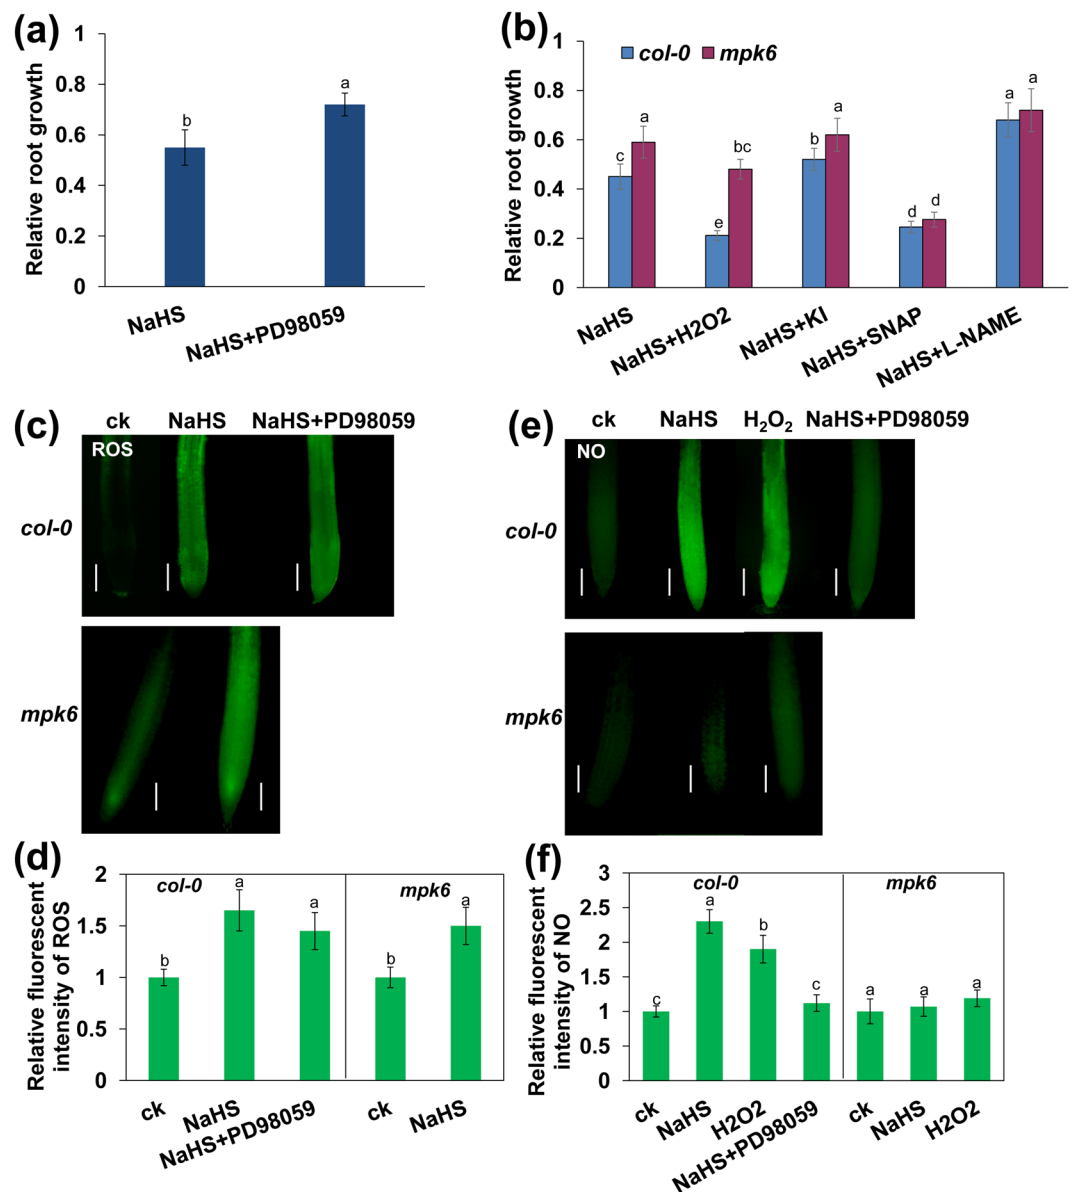 (a)
Relative root growth
1
0.8
0.6
0.4
0.2
0
b
a
NaHS
NaHS+PD98059
(b)
Relative root growth
1
0.8
0.6
0.4
0.2
0
col-0 mpk6
c a
e bc
b a
d d
a a
NaHS
NaHS+H2O2
NaHS+KI
NaHS+SNAP
NaHS+L-NAME
(c)
ck NaHS NaHS+PD98059
ROS
col-0
mpk6
(e)
ck NaHS H₂O₂ NaHS+PD98059
NO
col-0
mpk6
(d)
Relative fluorescent
intensity of ROS
2
1.5
1
0.5
0
col-0 mpk6
b a a b a
ck
NaHS
NaHS+PD98059
ck
NaHS
(f)
Relative fluorescent
intensity of NO
3
2.5
2
1.5
1
0.5
0
col-0 mpk6
c a b c a a a
ck
NaHS
H2O2
NaHS+PD98059
ck
NaHS
H2O2